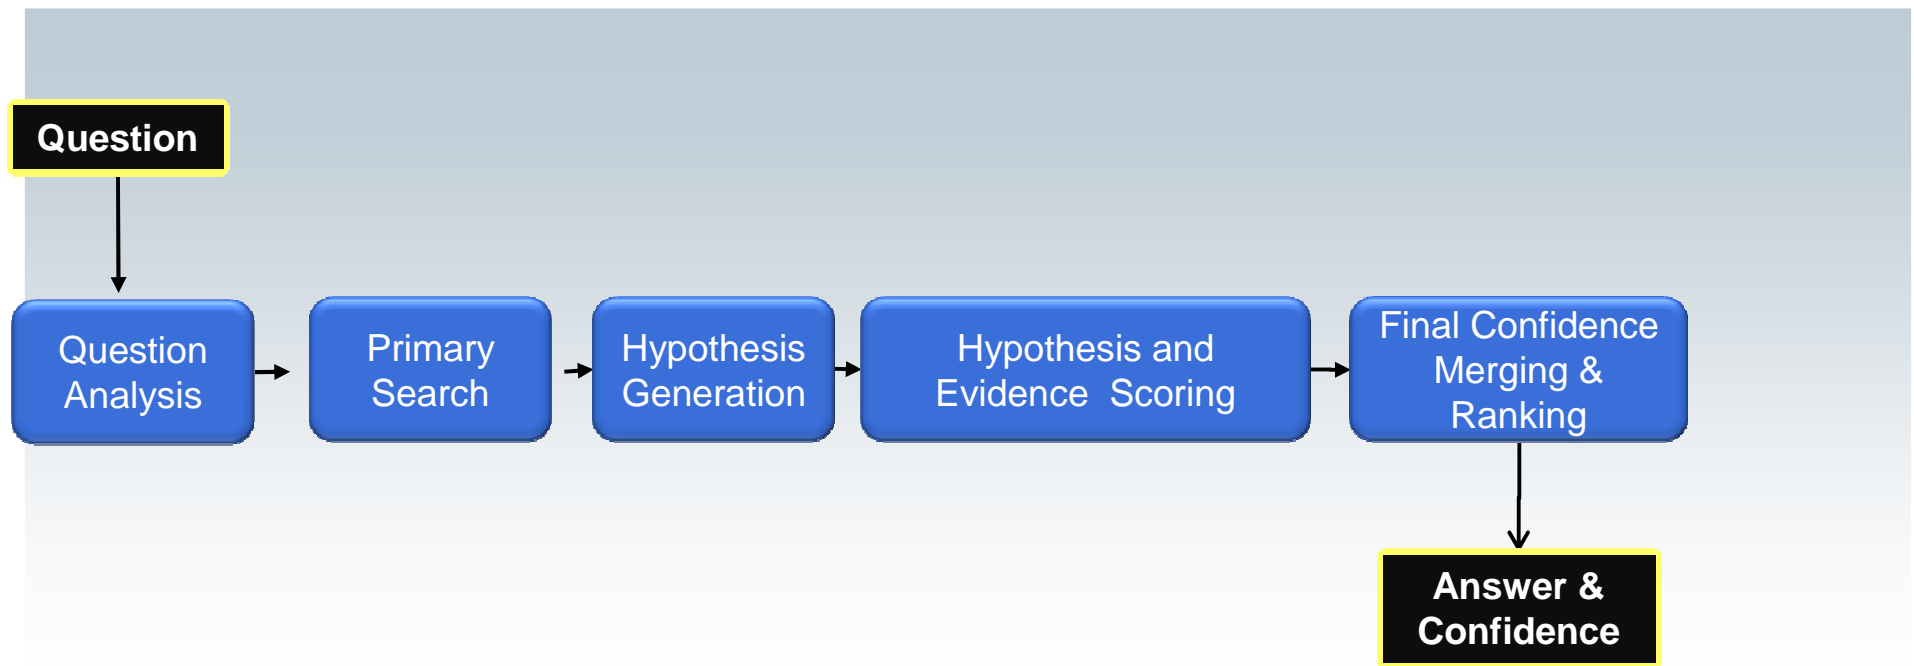 Question
Question
Analysis
Primary
Search
Hypothesis
Generation
Hypothesis and
Evidence  Scoring
Final Confidence
Merging &
Ranking
Answer &
Confidence